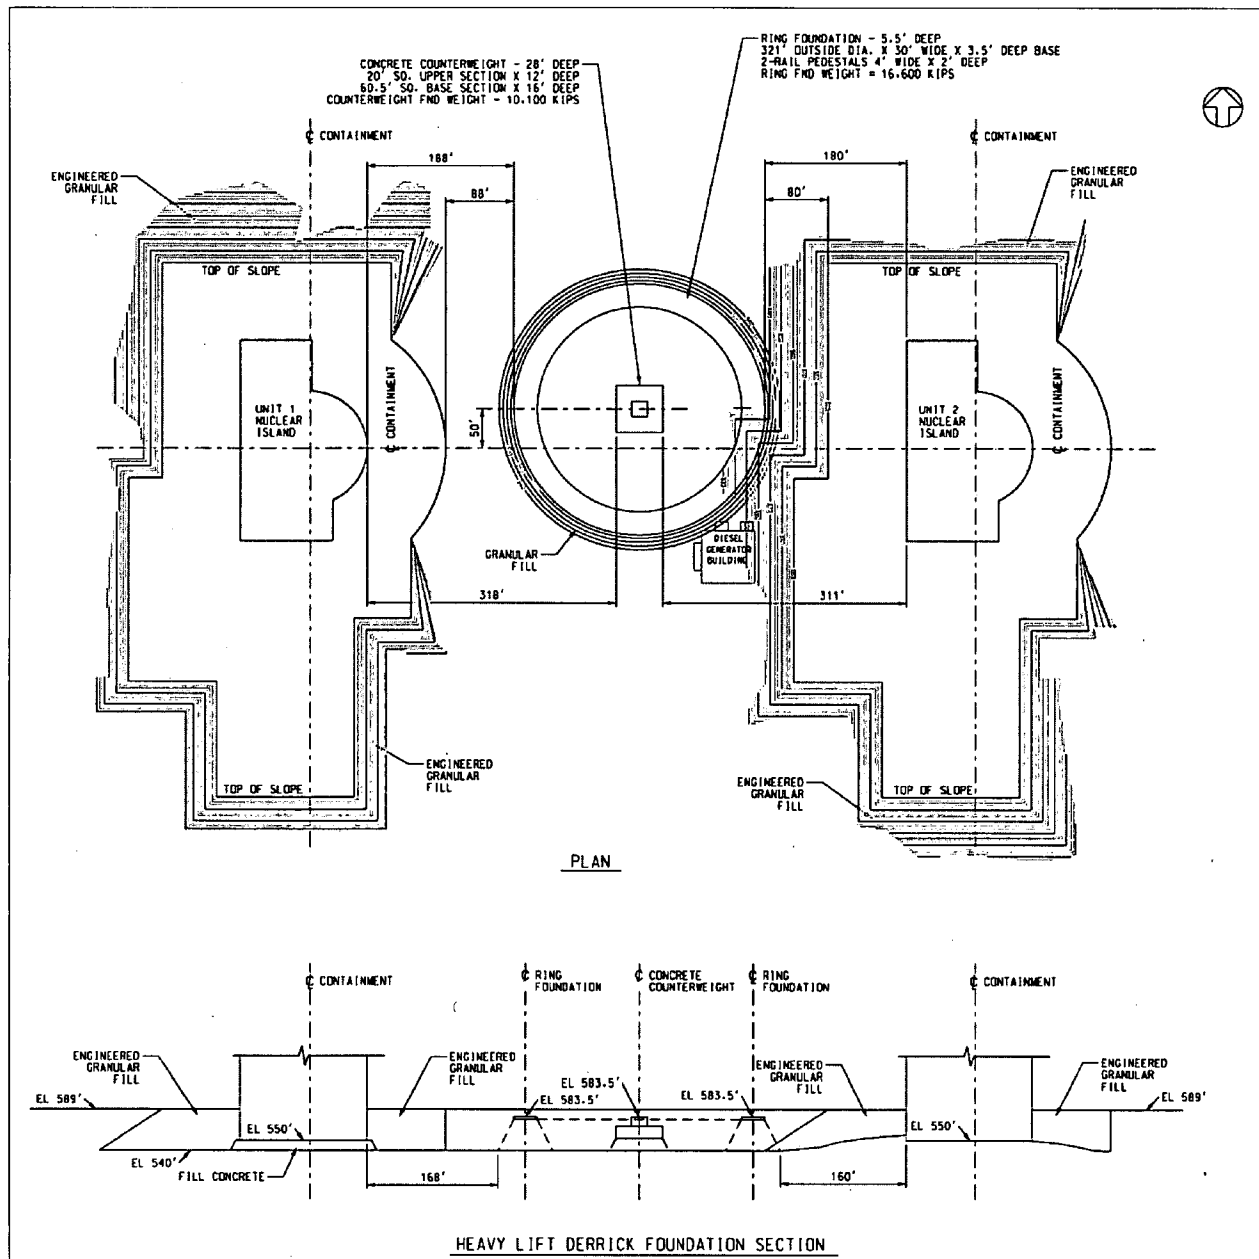 RING FOUNDATION - 5.5' DEEP
321' OUTSIDE DIA. X 30' WIDE X 3.5' DEEP BASE
2-RAIL PEDESTALS 4' WIDE X 2' DEEP
RING FND WEIGHT = 16.600 KIPS
CONCRETE COUNTERWEIGHT - 28' DEEP
20' SQ. UPPER SECTION X 12' DEEP
60.5' SQ. BASE SECTION X 16' DEEP
COUNTERWEIGHT FND WEIGHT - 10.100 KIPS
℄ CONTAINMENT
℄ CONTAINMENT
188'
180'
ENGINEERED
GRANULAR
FILL
ENGINEERED
GRANULAR
FILL
88'
80'
TOP OF SLOPE
TOP OF SLOPE
UNIT 1
NUCLEAR
ISLAND
℄ CONTAINMENT
50'
UNIT 2
NUCLEAR
ISLAND
℄ CONTAINMENT
GRANULAR
FILL
DIESEL
GENERATOR
BUILDING
318'
311'
ENGINEERED
GRANULAR
FILL
ENGINEERED
GRANULAR
FILL
TOP OF SLOPE
TOP OF SLOPE
PLAN
℄ CONTAINMENT
℄ RING
FOUNDATION
℄ CONCRETE
COUNTERWEIGHT
℄ RING
FOUNDATION
℄ CONTAINMENT
ENGINEERED
GRANULAR
FILL
ENGINEERED
GRANULAR
FILL
ENGINEERED
GRANULAR
FILL
ENGINEERED
GRANULAR
FILL
EL 589'
EL 583.5'
EL 583.5'
EL 583.5'
EL 589'
EL 550'
EL 550'
EL 540'
FILL CONCRETE
168'
160'
HEAVY LIFT DERRICK FOUNDATION SECTION